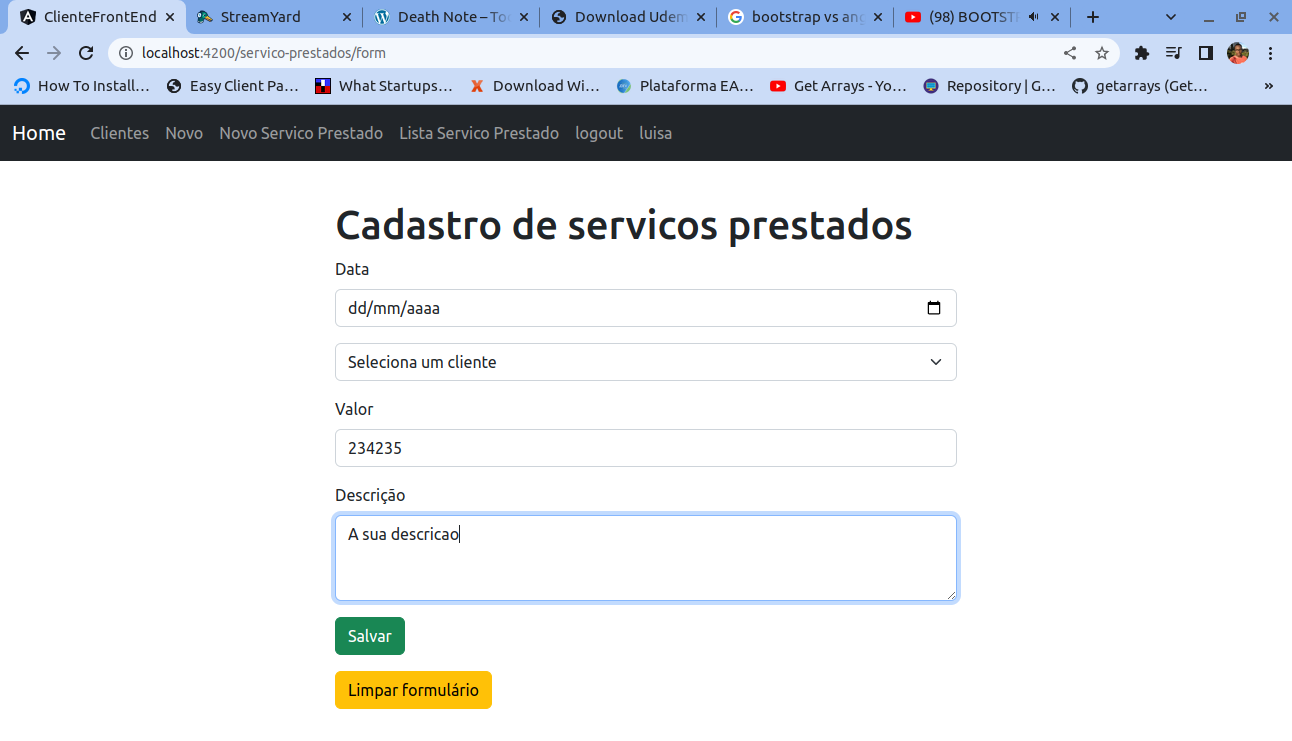 ClienteFrontEnd
StreamYard
Death Note – Too
Download Udem
bootstrap vs ang
(98) BOOTST
localhost:4200/servico-prestados/form
How To Install… Easy Client Pa… What Startups… Download Wi… Plataforma EA… Get Arrays - Yo… Repository | G… getarrays (Get… »
Home Clientes Novo Novo Servico Prestado Lista Servico Prestado logout luisa
Cadastro de servicos prestados
Data
dd/mm/aaaa
Seleciona um cliente
Valor
234235
Descrição
A sua descricao
Salvar
Limpar formulário